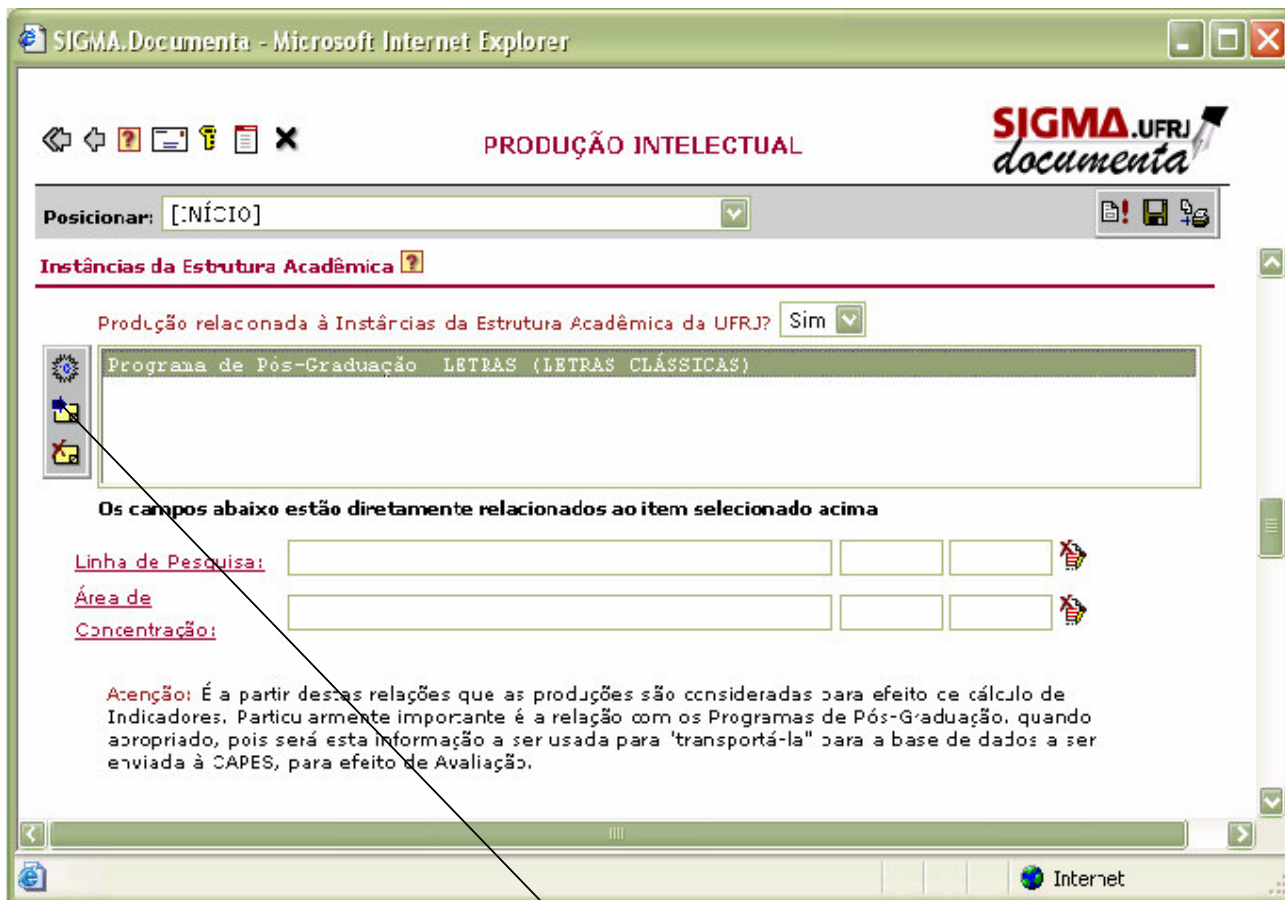 SIGMA.Documenta - Microsoft Internet Explorer
PRODUÇÃO INTELECTUAL
SIGMA.UFRJ
documenta
Posicionar: [INÍCIO]
Instâncias da Estrutura Acadêmica ?
Produção relaconada à Instârcias da Estrutura Acadêmica da UFRJ? Sim
Programa de Pós-Graduação LETRAS (LETRAS CLÁSSICAS)
Os campos abaixo estão diretamente relacionados ao item selecionado acima
Linha de Pesquisa:
Área de
Concentração:
Atenção: É a partir destas relações que as produções são consideradas para efeito de cálculo de
Indicadores. Particularmente importante é a relação com os Programas de Pós-Graduação, quando
apropriado, pois será esta informação a ser usada para "transportá-la" para a base de dados a ser
enviada à CAPES, para efeito de Avaliação.
Internet